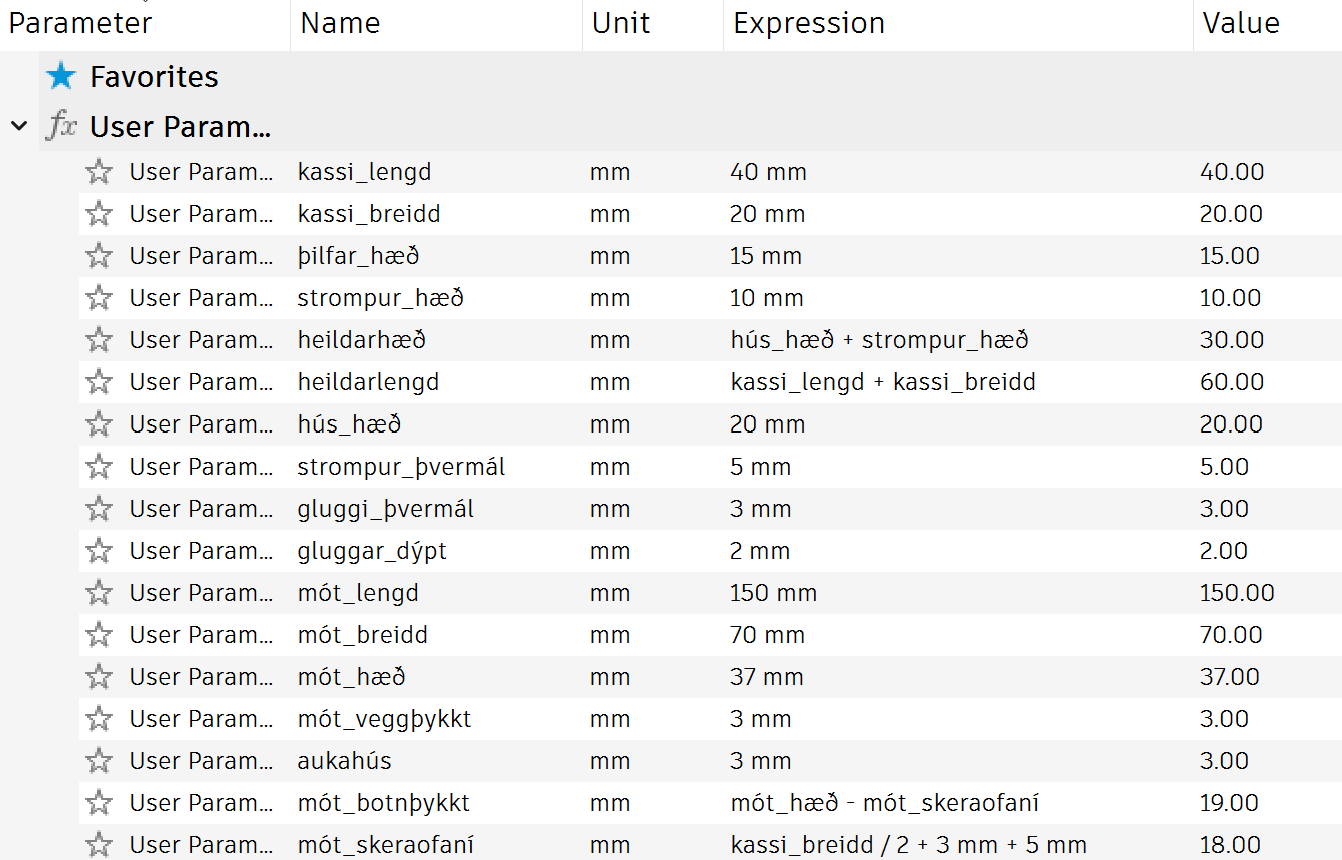 Parameter Name Unit Expression Value
Favorites
fx User Param...
User Param... kassi_lengd mm 40 mm 40.00
User Param... kassi_breidd mm 20 mm 20.00
User Param... þilfar_hæð mm 15 mm 15.00
User Param... strompur_hæð mm 10 mm 10.00
User Param... heildarhæð mm hús_hæð + strompur_hæð 30.00
User Param... heildarlengd mm kassi_lengd + kassi_breidd 60.00
User Param... hús_hæð mm 20 mm 20.00
User Param... strompur_þvermál mm 5 mm 5.00
User Param... gluggi_þvermál mm 3 mm 3.00
User Param... gluggar_dýpt mm 2 mm 2.00
User Param... mót_lengd mm 150 mm 150.00
User Param... mót_breidd mm 70 mm 70.00
User Param... mót_hæð mm 37 mm 37.00
User Param... mót_veggþykkt mm 3 mm 3.00
User Param... aukahús mm 3 mm 3.00
User Param... mót_botnþykkt mm mót_hæð - mót_skeraofaní 19.00
User Param... mót_skeraofaní mm kassi_breidd / 2 + 3 mm + 5 mm 18.00